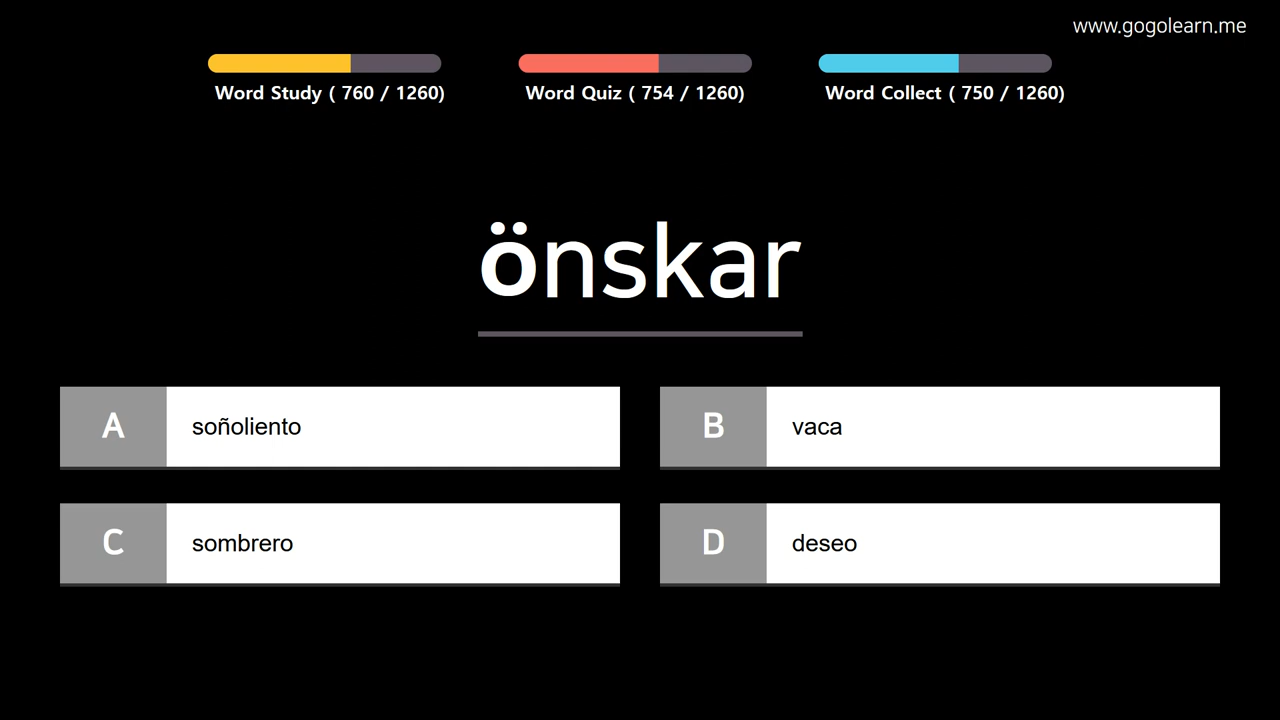 www.gogolearn.me
Word Study ( 760 / 1260)
Word Quiz ( 754 / 1260)
Word Collect ( 750 / 1260)
önskar
A soñoliento
B vaca
C sombrero
D deseo